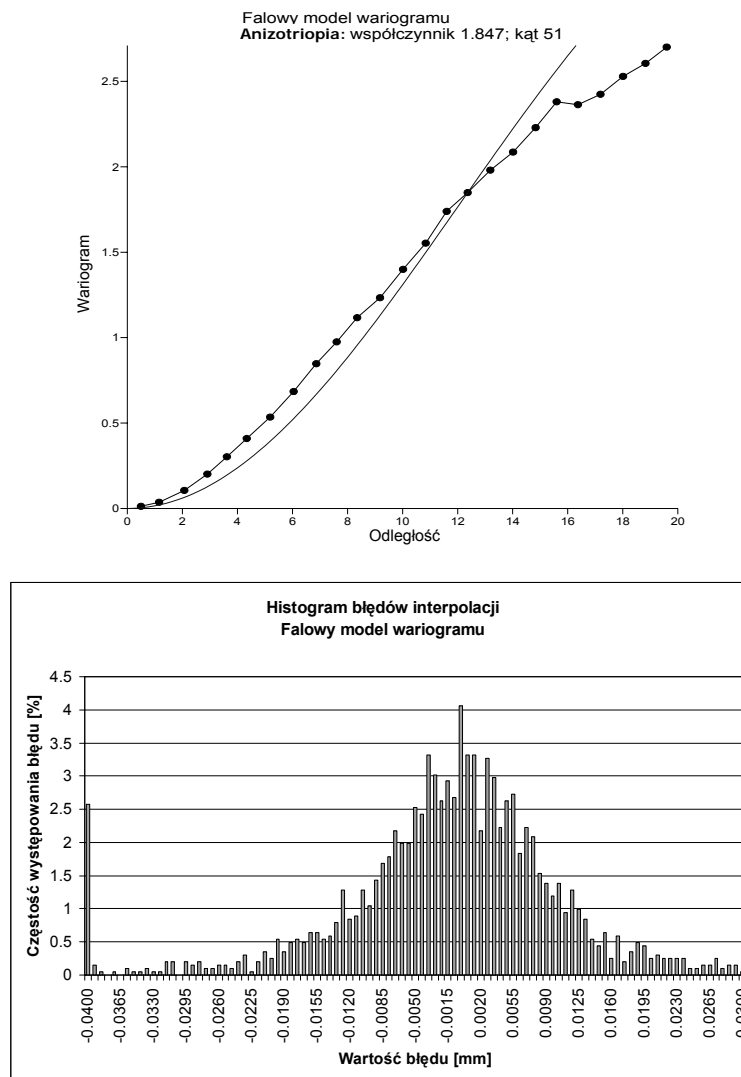 Falowy model wariogramu
Anizotriopia: współczynnik 1.847; kąt 51
Wariogram
2.5
2
1.5
1
0.5
0
0 2 4 6 8 10 12 14 16 18 20
Odległość
Histogram błędów interpolacji
Falowy model wariogramu
Częstość występowania błędu [%]
4.5
4
3.5
3
2.5
2
1.5
1
0.5
0
-0.0400 -0.0365 -0.0330 -0.0295 -0.0260 -0.0225 -0.0190 -0.0155 -0.0120 -0.0085 -0.0050 -0.0015 0.0020 0.0055 0.0090 0.0125 0.0160 0.0195 0.0230 0.0265 0.0300
Wartość błędu [mm]